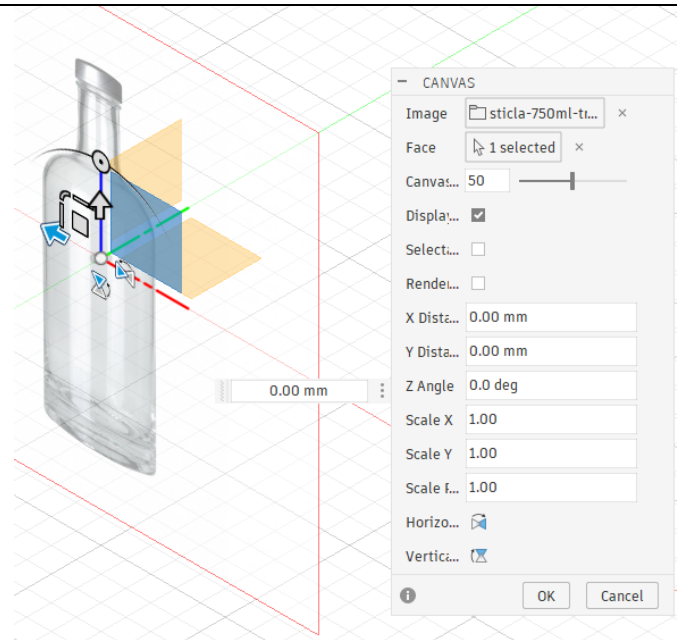 CANVAS
Image sticla-750ml-tr...
Face 1 selected
Canvas... 50
Display...
Selecta...
Render...
X Dista... 0.00 mm
Y Dista... 0.00 mm
0.00 mm
Z Angle 0.0 deg
Scale X 1.00
Scale Y 1.00
Scale P... 1.00
Horizo...
Vertica...
OK Cancel